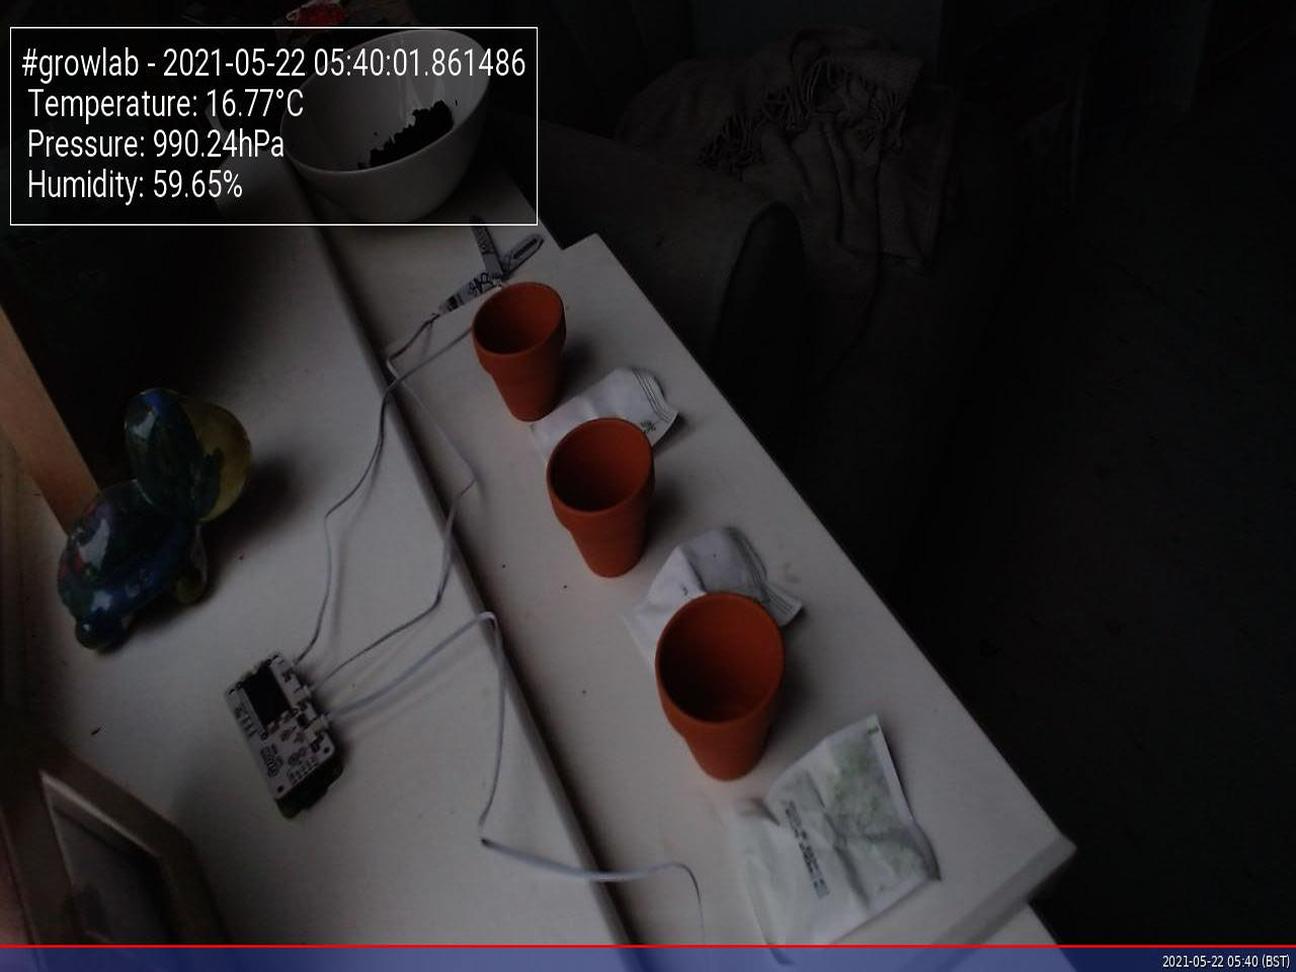 #growlab - 2021-05-22 05:40:01.861486
Temperature: 16.77°C
Pressure: 990.24hPa
Humidity: 59.65%
2021-05-22 05:40 (BST)